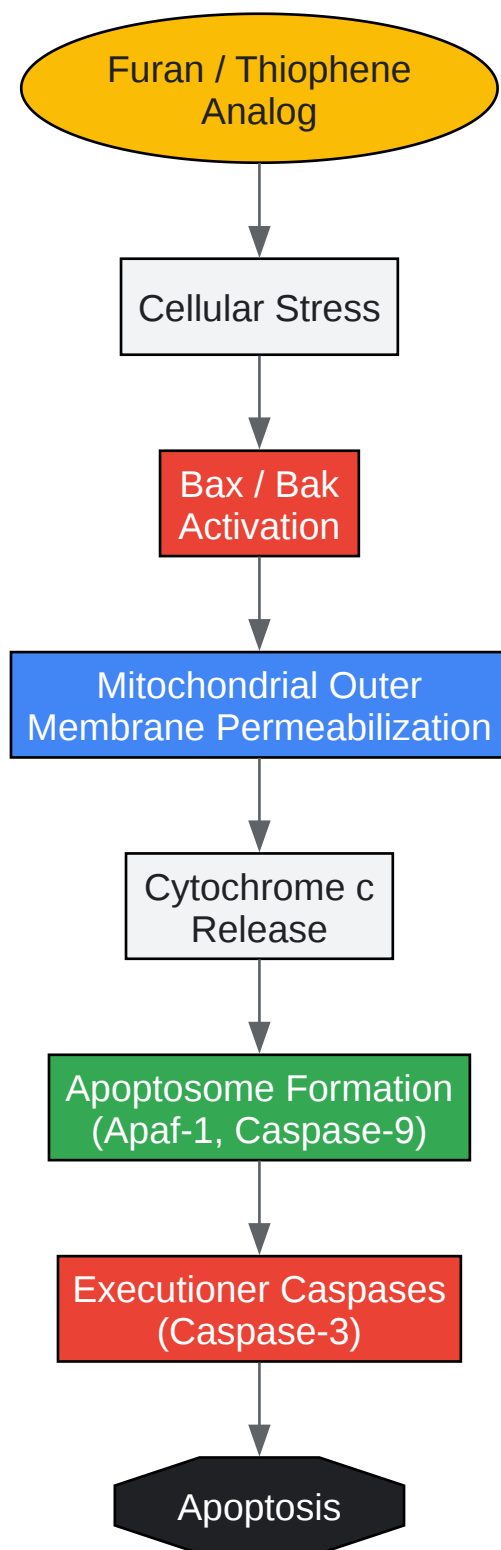 Furan / Thiophene
Analog
Cellular Stress
Bax / Bak
Activation
Mitochondrial Outer
Membrane Permeabilization
Cytochrome c
Release
Apoptosome Formation
(Apaf-1, Caspase-9)
Executioner Caspases
(Caspase-3)
Apoptosis